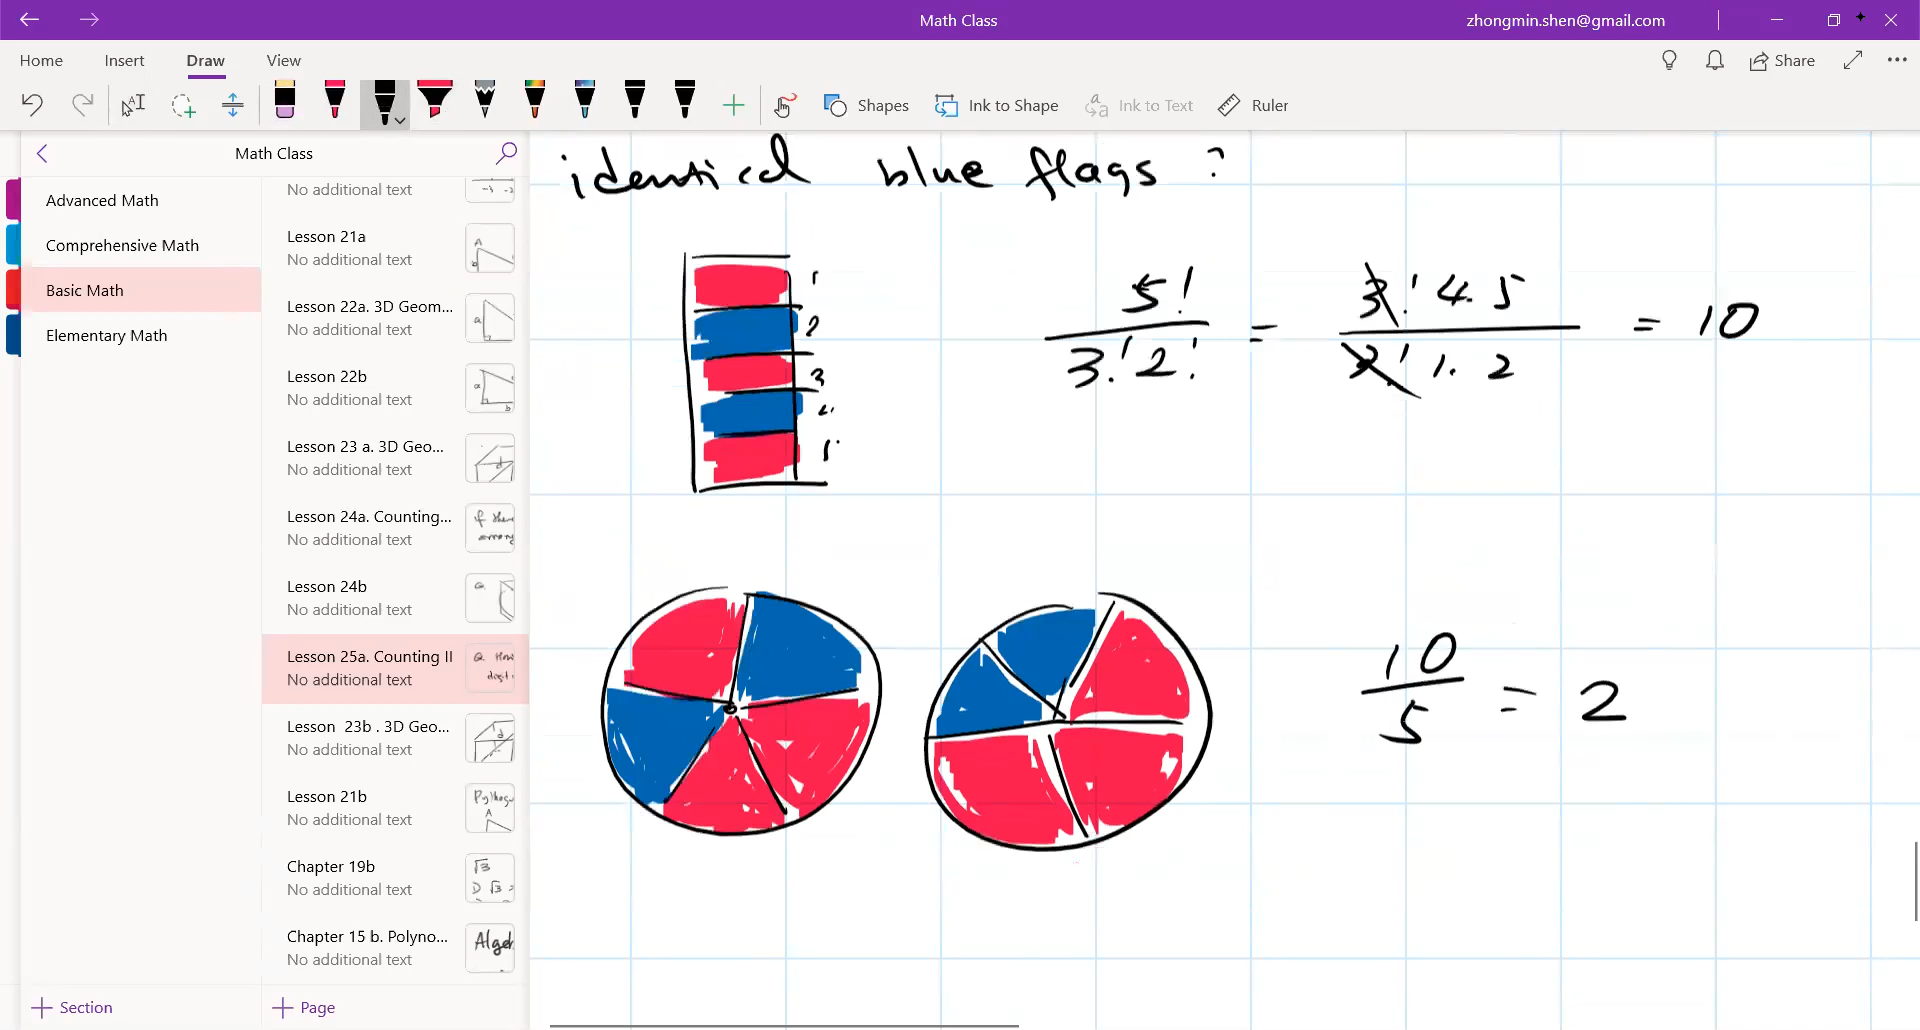 Math Class
zhongmin.shen@gmail.com
Home Insert Draw View
Share
Shapes
Ink to Shape
Ink to Text
Ruler
Math Class
Advanced Math
Comprehensive Math
Basic Math
Elementary Math
No additional text
Lesson 21a
No additional text
Lesson 22a. 3D Geom...
No additional text
Lesson 22b
No additional text
Lesson 23 a. 3D Geo...
No additional text
Lesson 24a. Counting...
No additional text
Lesson 24b
No additional text
Lesson 25a. Counting II
No additional text
Lesson 23b . 3D Geo...
No additional text
Lesson 21b
No additional text
Chapter 19b
No additional text
Chapter 15 b. Polyno...
No additional text
Section
Page
identical blue flags ?
1
2
3
4
5! / 3! 2! = 3! 4. 5 / 3! 1. 2 = 10
10 / 5 = 2